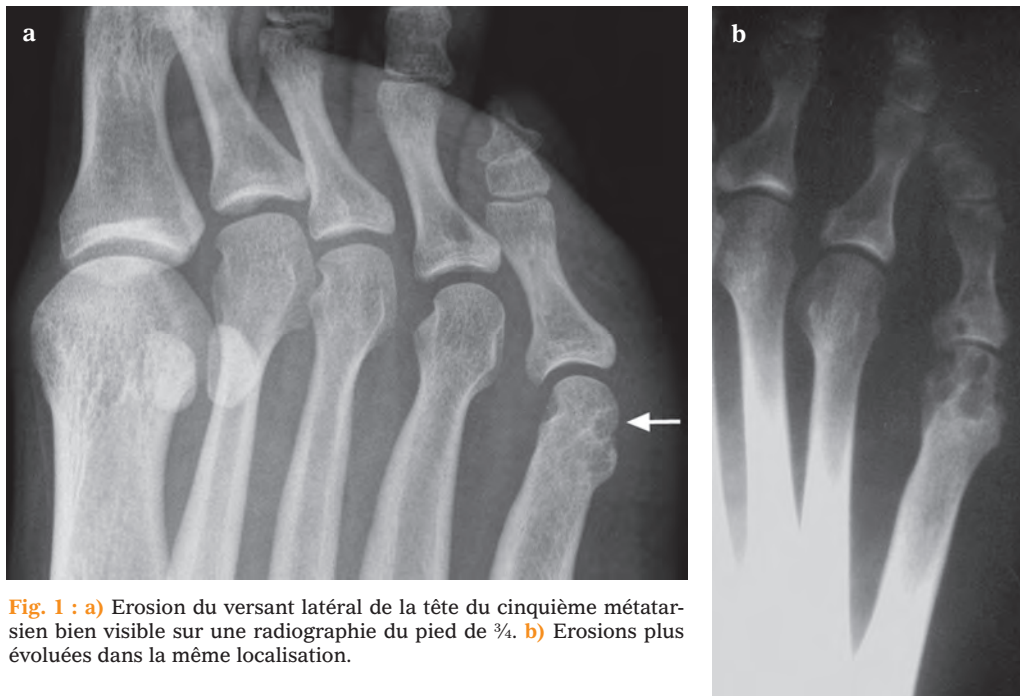 a
b
Fig. 1 : a) Erosion du versant latéral de la tête du cinquième métatar-
sien bien visible sur une radiographie du pied de ¾. b) Erosions plus
évoluées dans la même localisation.